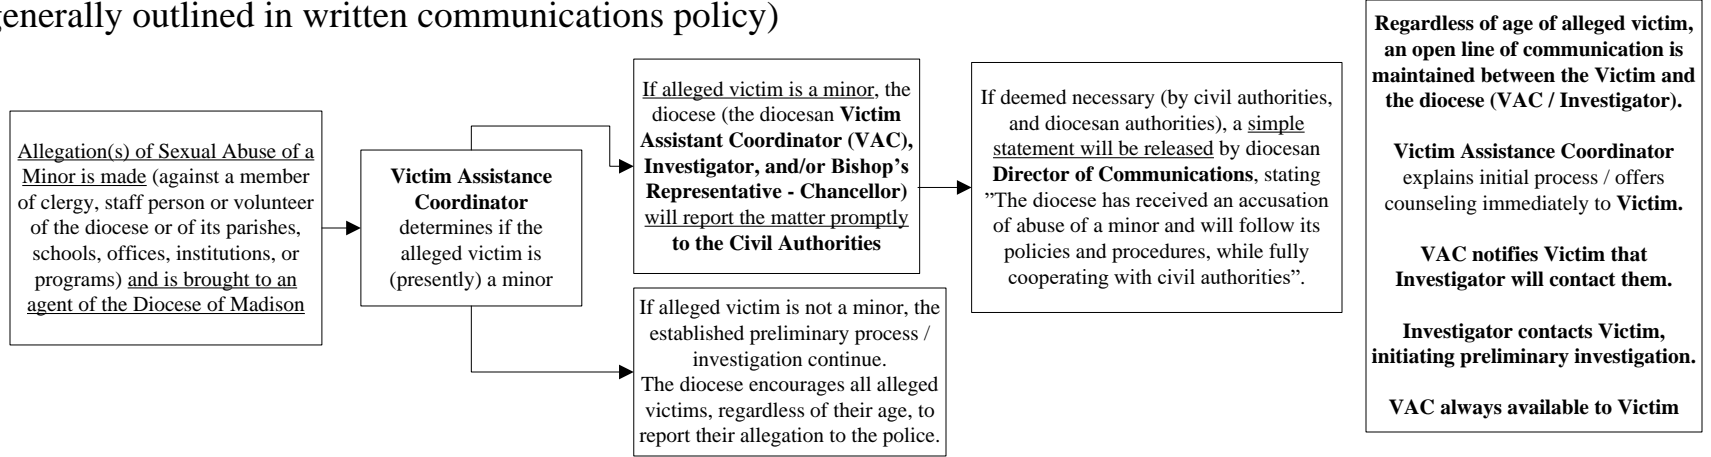 generally outlined in written communications policy)
Allegation(s) of Sexual Abuse of a
Minor is made (against a member
of clergy, staff person or volunteer
of the diocese or of its parishes,
schools, offices, institutions, or
programs) and is brought to an
agent of the Diocese of Madison
Victim Assistance
Coordinator
determines if the
alleged victim is
(presently) a minor
If alleged victim is a minor, the
diocese (the diocesan Victim
Assistant Coordinator (VAC),
Investigator, and/or Bishop’s
Representative - Chancellor)
will report the matter promptly
to the Civil Authorities
If alleged victim is not a minor, the
established preliminary process /
investigation continue.
The diocese encourages all alleged
victims, regardless of their age, to
report their allegation to the police.
If deemed necessary (by civil authorities,
and diocesan authorities), a simple
statement will be released by diocesan
Director of Communications, stating
”The diocese has received an accusation
of abuse of a minor and will follow its
policies and procedures, while fully
cooperating with civil authorities”.
Regardless of age of alleged victim,
an open line of communication is
maintained between the Victim and
the diocese (VAC / Investigator).
Victim Assistance Coordinator
explains initial process / offers
counseling immediately to Victim.
VAC notifies Victim that
Investigator will contact them.
Investigator contacts Victim,
initiating preliminary investigation.
VAC always available to Victim